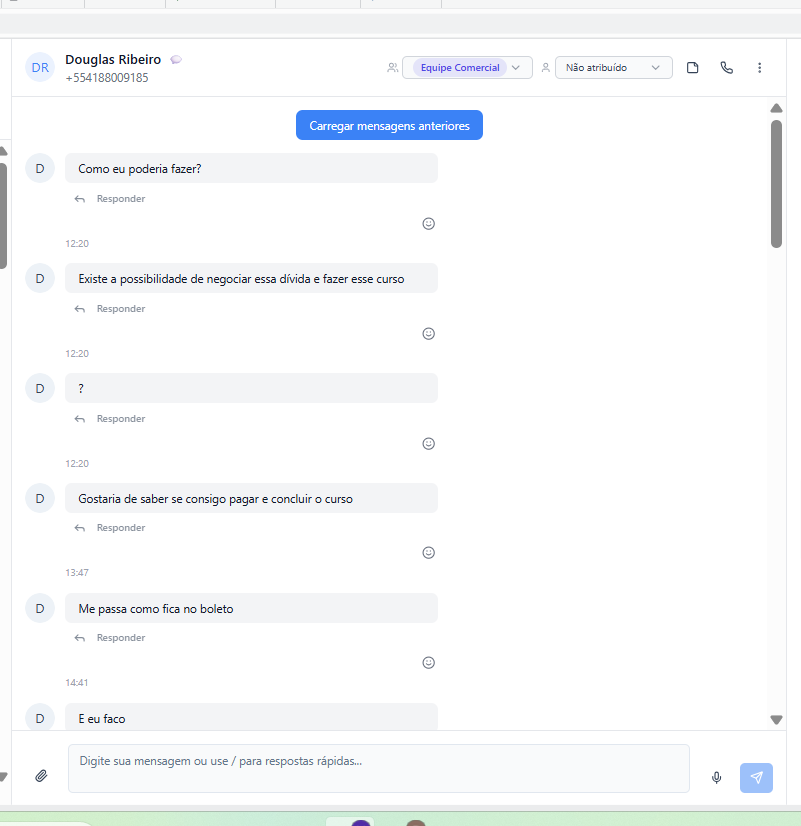 DR
Douglas Ribeiro
+554188009185
Equipe Comercial
Não atribuído
Carregar mensagens anteriores
D
Como eu poderia fazer?
Responder
12:20
D
Existe a possibilidade de negociar essa dívida e fazer esse curso
Responder
12:20
D
?
Responder
12:20
D
Gostaria de saber se consigo pagar e concluir o curso
Responder
13:47
D
Me passa como fica no boleto
Responder
14:41
D
E eu faco
Digite sua mensagem ou use / para respostas rápidas...